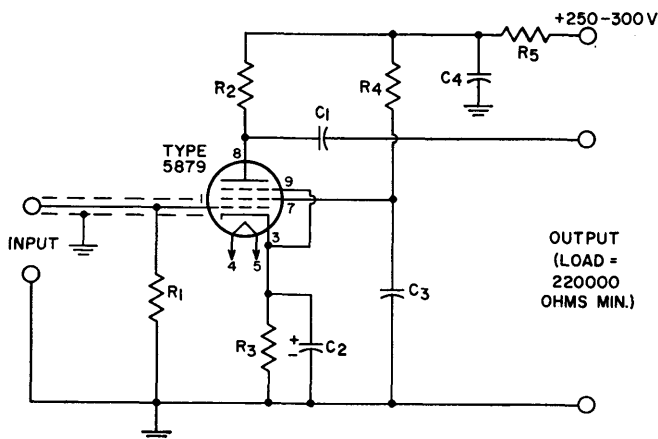 +250-300 V
R5
R2
R4
C4
C1
TYPE
5879
8
9
7
3
4
5
INPUT
OUTPUT
(LOAD =
220000
OHMS MIN.)
R1
C3
R3
+
-
C2